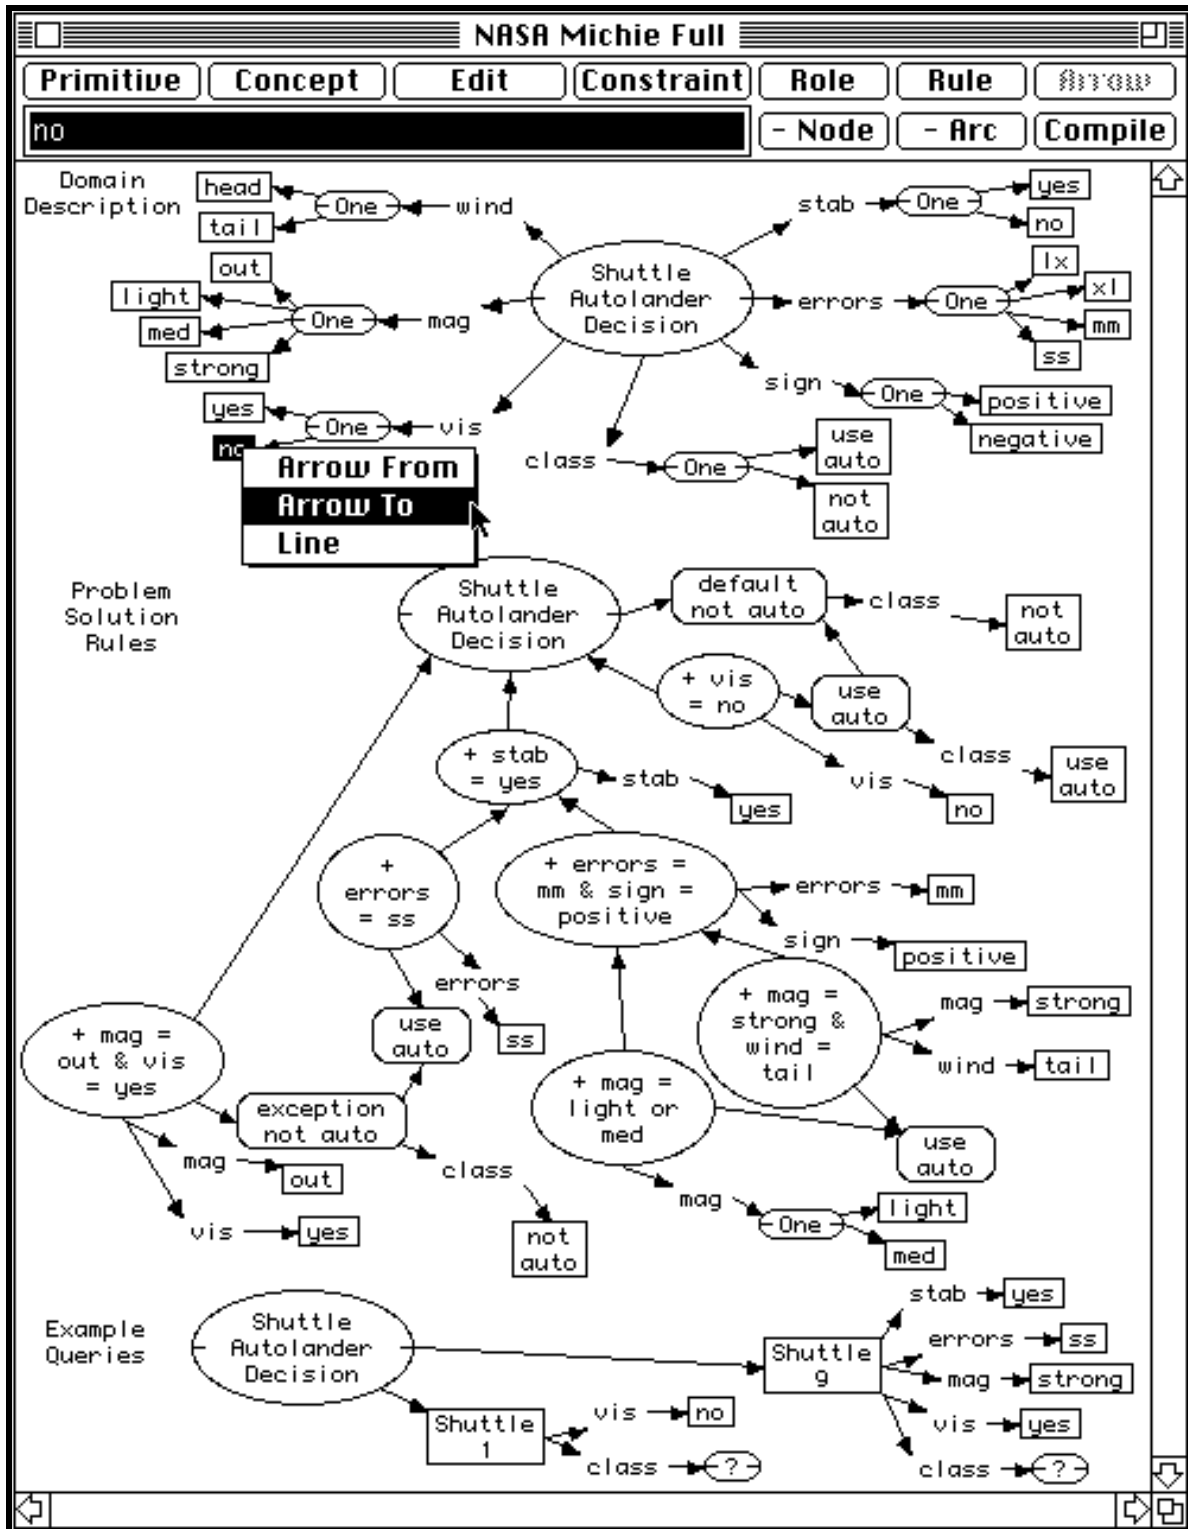 NASA Michie Full
Primitive Concept Edit Constraint Role Rule Arrow
no - Node - Arc Compile
Domain
Description
head
tail
One
wind
stab
One
yes
no
out
light
med
strong
One
mag
Shuttle
Autolander
Decision
errors
One
lx
xl
mm
ss
yes
no
One
vis
sign
One
positive
negative
class
One
use
auto
not
auto
Arrow From
Arrow To
Line
Problem
Solution
Rules
Shuttle
Autolander
Decision
default
not auto
class
not
auto
+ vis
= no
use
auto
class
use
auto
vis
no
+ stab
= yes
stab
yes
+
errors
= ss
+ errors =
mm & sign =
positive
errors
mm
sign
positive
errors
ss
+ mag =
strong &
wind =
tail
mag
strong
wind
tail
+ mag =
out & vis
= yes
use
auto
exception
not auto
+ mag =
light or
med
use
auto
mag
out
class
vis
yes
not
auto
mag
One
light
med
Example
Queries
Shuttle
Autolander
Decision
Shuttle
9
stab
yes
errors
ss
mag
strong
vis
yes
class
?
Shuttle
1
vis
no
class
?